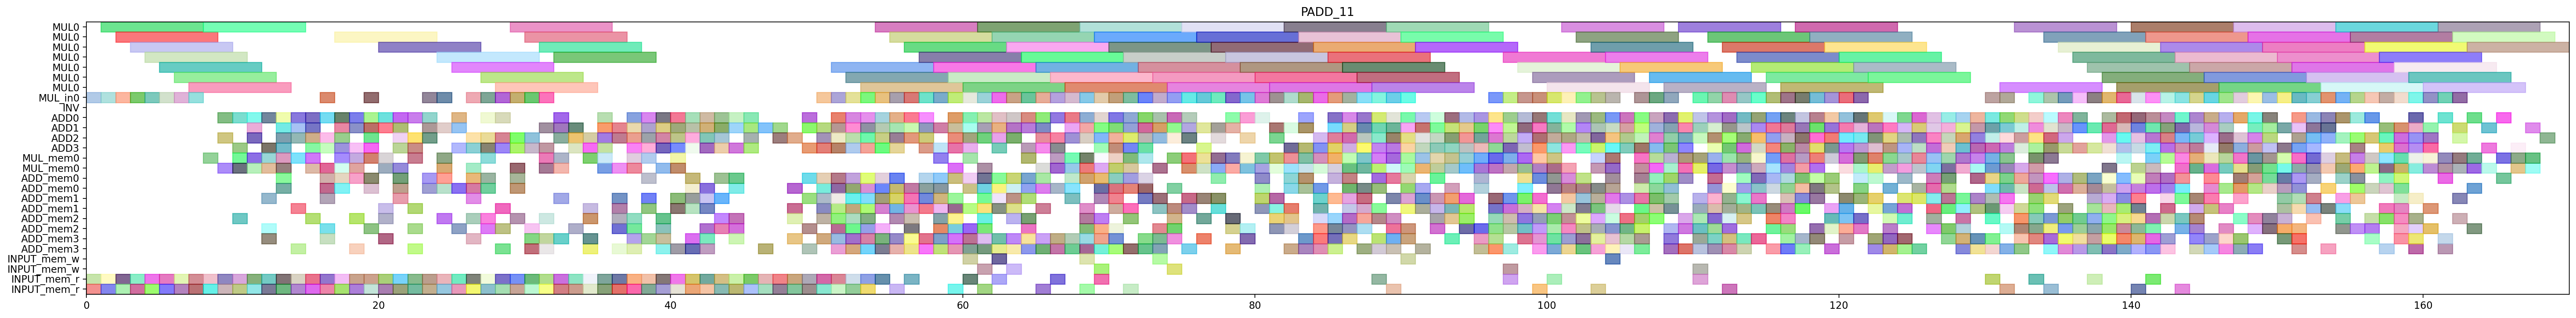 PADD_11
MUL0
MUL0
MUL0
MUL0
MUL0
MUL0
MUL0
MUL_in0
INV
ADD0
ADD1
ADD2
ADD3
MUL_mem0
MUL_mem0
ADD_mem0
ADD_mem0
ADD_mem1
ADD_mem1
ADD_mem2
ADD_mem2
ADD_mem3
ADD_mem3
INPUT_mem_w
INPUT_mem_w
INPUT_mem_r
INPUT_mem_r
0 20 40 60 80 100 120 140 160